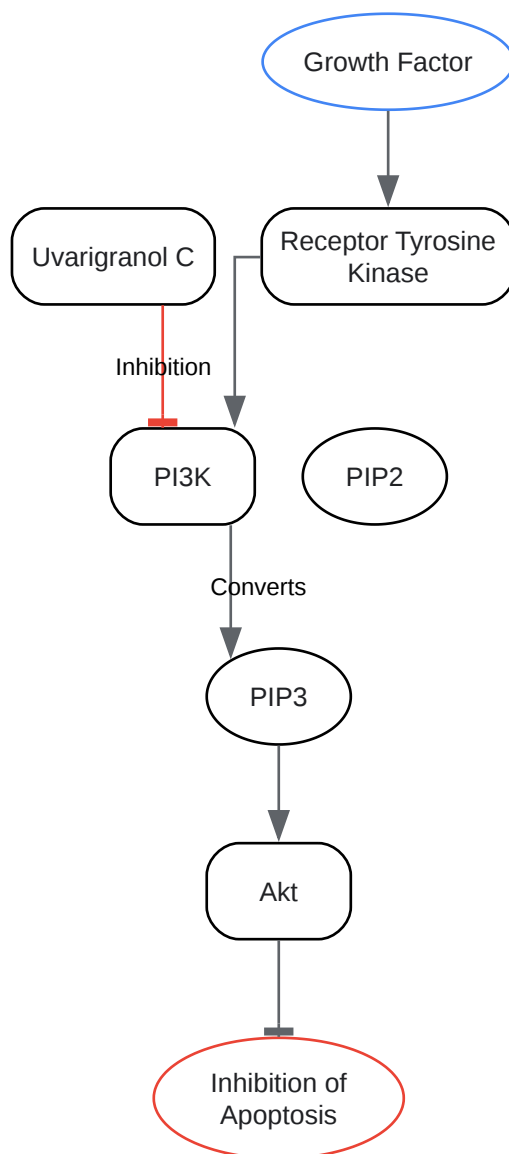 Growth Factor
Uvarigranol C
Receptor Tyrosine
Kinase
Inhibition
PI3K
PIP2
Converts
PIP3
Akt
Inhibition of
Apoptosis